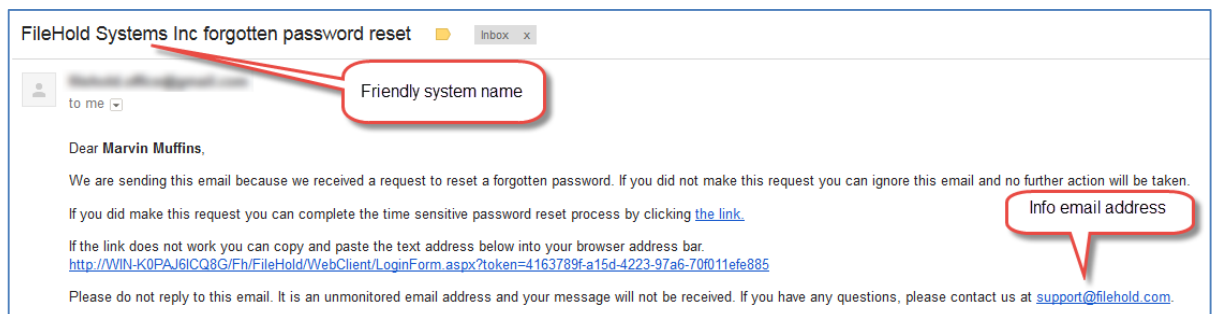 FileHold Systems Inc forgotten password reset
Inbox x
Friendly system name
to me
Dear Marvin Muffins,
We are sending this email because we received a request to reset a forgotten password. If you did not make this request you can ignore this email and no further action will be taken.
If you did make this request you can complete the time sensitive password reset process by clicking the link.
Info email address
If the link does not work you can copy and paste the text address below into your browser address bar.
http://WIN-K0PAJ6ICQ8G/Fh/FileHold/WebClient/LoginForm.aspx?token=4163789f-a15d-4223-97a6-70f011efe885
Please do not reply to this email. It is an unmonitored email address and your message will not be received. If you have any questions, please contact us at support@filehold.com.